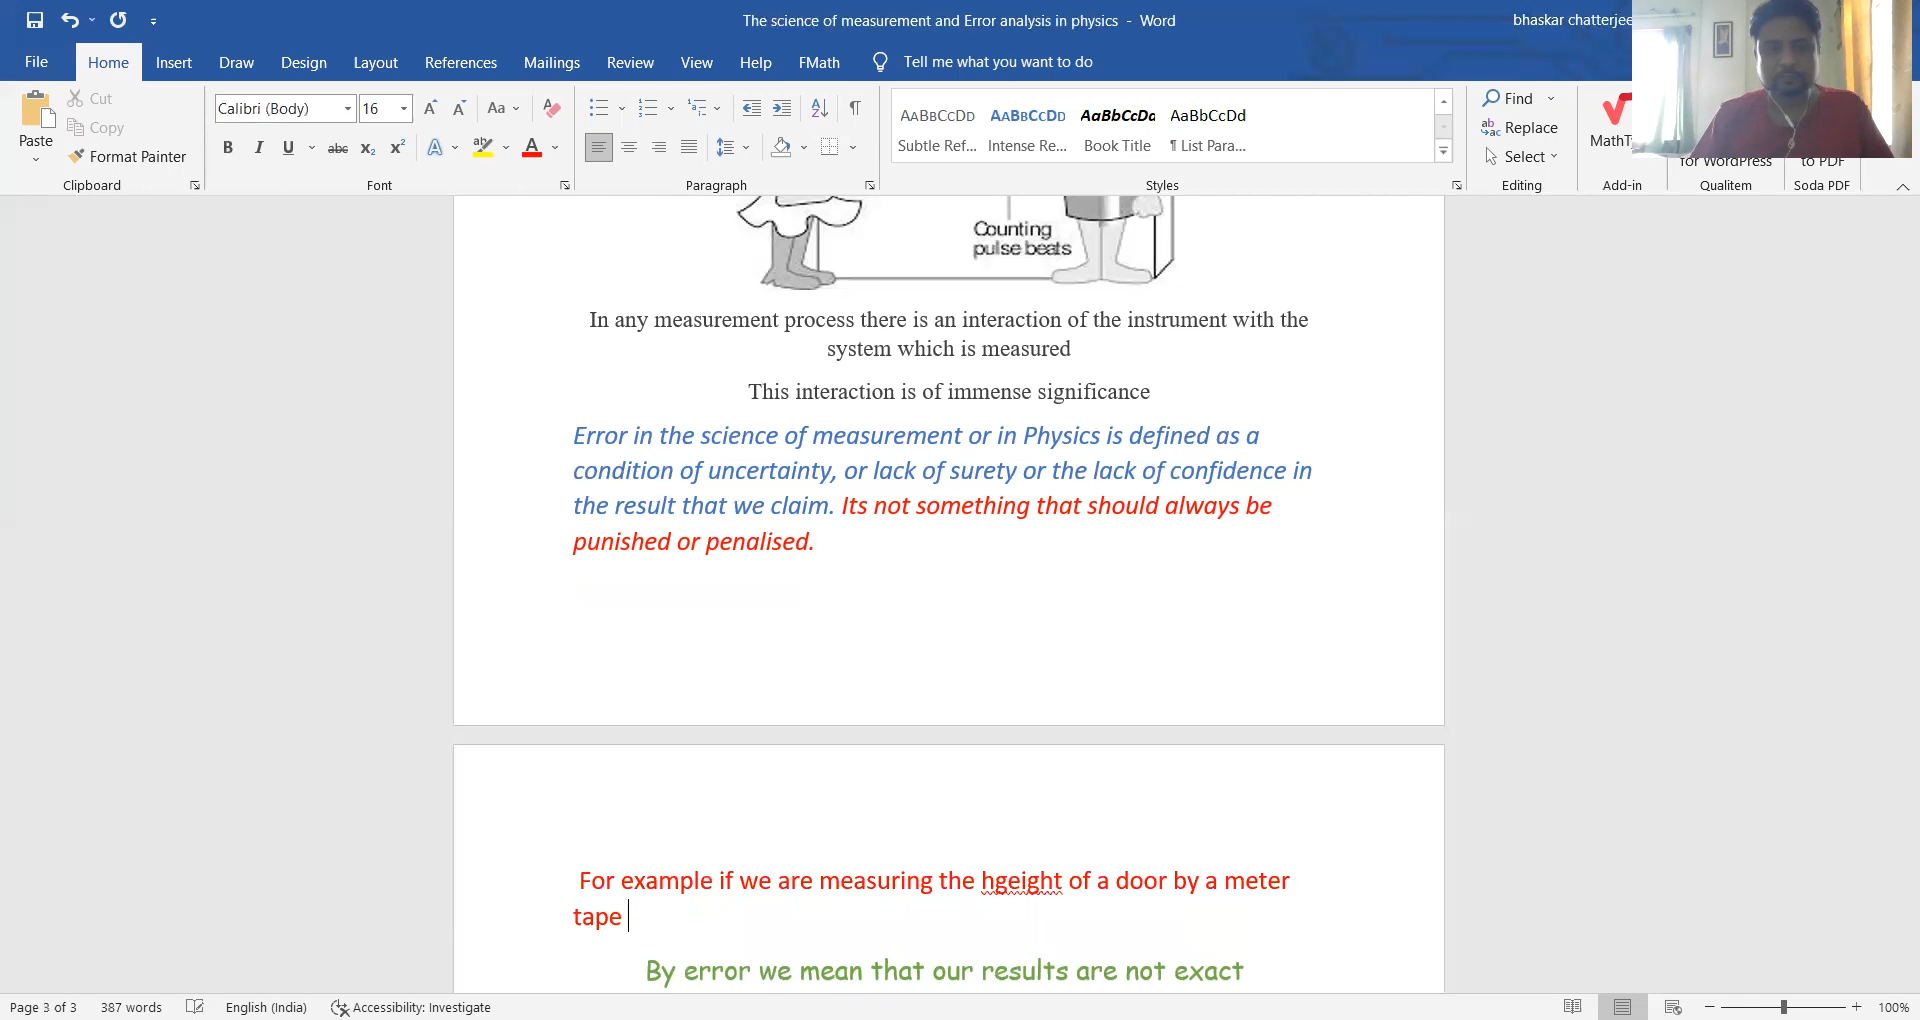 The science of measurement and Error analysis in physics - Word
bhaskar chatterjee
File Home Insert Draw Design Layout References Mailings Review View Help FMath Tell me what you want to do
Cut
Copy
Paste
Format Painter
Clipboard
Calibri (Body) 16
Font
Paragraph
AaBbCcDd AaBbCcDd AaBbCcDd AaBbCcDd
Subtle Ref... Intense Re... Book Title ¶ List Para...
Styles
Find
Replace
Select
Editing
Add-in
for WordPress
Qualitem
to PDF
Soda PDF
Counting
pulse beats
In any measurement process there is an interaction of the instrument with the
system which is measured
This interaction is of immense significance
Error in the science of measurement or in Physics is defined as a
condition of uncertainty, or lack of surety or the lack of confidence in
the result that we claim. Its not something that should always be
punished or penalised.
For example if we are measuring the hgeight of a door by a meter
tape
By error we mean that our results are not exact
Page 3 of 3 387 words English (India) Accessibility: Investigate 100%